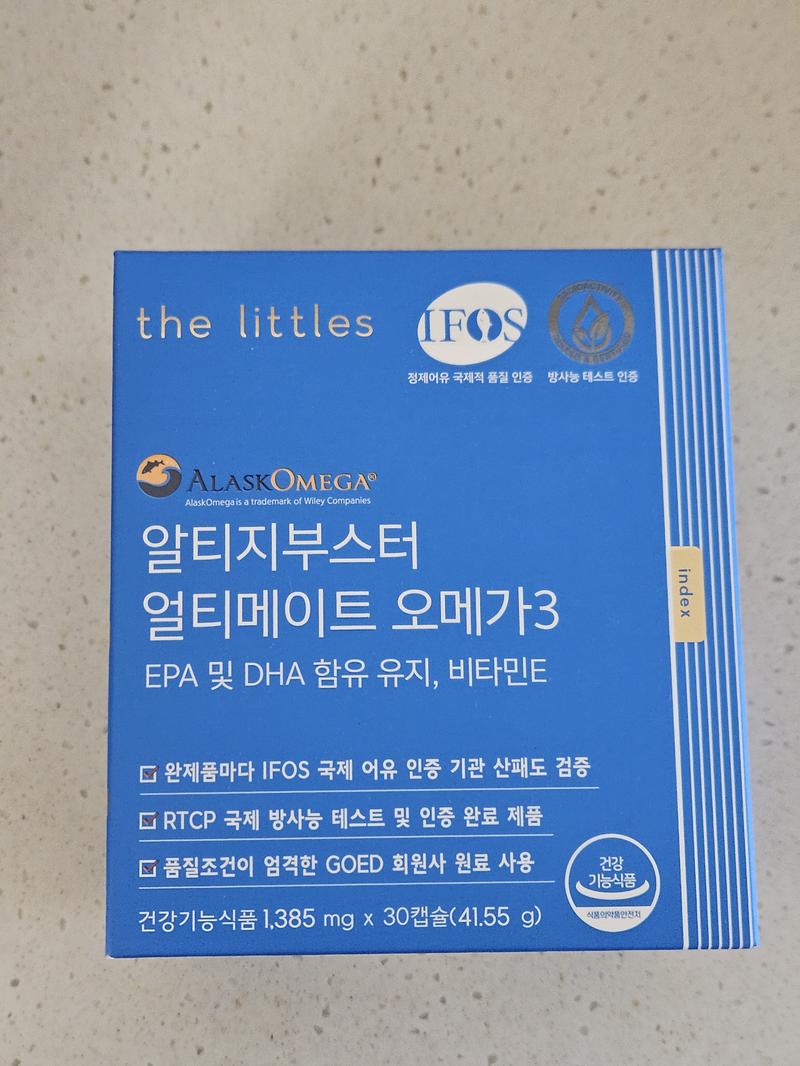 the littles
IFOS
정제어유 국제적 품질 인증
방사능 테스트 인증
ALASKOMEGA®
AlaskOmega is a trademark of Wiley Companies
알티지부스터
얼티메이트 오메가3
EPA 및 DHA 함유 유지, 비타민E
index
완제품마다 IFOS 국제 어유 인증 기관 산패도 검증
RTCP 국제 방사능 테스트 및 인증 완료 제품
품질조건이 엄격한 GOED 회원사 원료 사용
건강
기능식품
식품의약품안전처
건강기능식품 1,385 mg x 30캡슐(41.55 g)